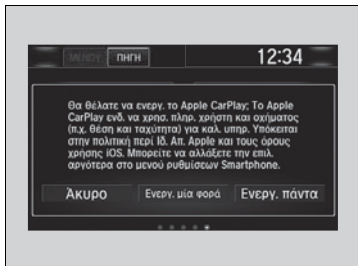 ΜΕΝΟΥ ΠΗΓΗ 12:34
Θα θέλατε να ενεργ. το Apple CarPlay; Το Apple
CarPlay ενδ. να χρησ. πληρ. χρήστη και οχήματος
(π.χ. θέση και ταχύτητα) για καλ. υπηρ. Υπόκειται
στην πολιτική περί Ιδ. Απ. Apple και τους όρους
χρήσης iOS. Μπορείτε να αλλάξετε την επιλ.
αργότερα στο μενού ρυθμίσεων Smartphone.
Άκυρο Ενεργ. μία φορά Ενεργ. πάντα